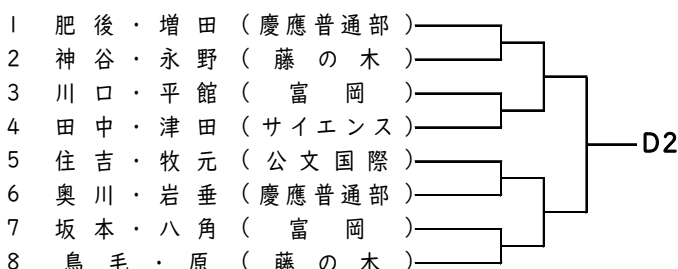 1 肥後・増田(慶應普通部)
2 神谷・永野(藤の木)
3 川口・平館(富岡)
4 田中・津田(サイエンス)
D2
5 住吉・牧元(公文国際)
6 奥川・岩垂(慶應普通部)
7 坂本・八角(富岡)
8 鳥毛・原(藤の木)